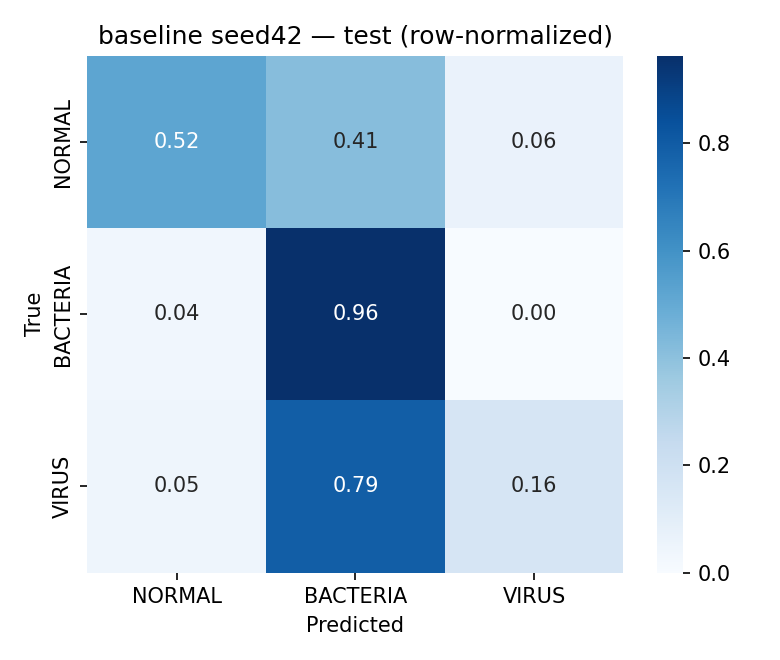 baseline seed42 — test (row-normalized)
NORMAL 0.52 0.41 0.06
True
BACTERIA 0.04 0.96 0.00
VIRUS 0.05 0.79 0.16
NORMAL BACTERIA VIRUS
Predicted
0.8
0.6
0.4
0.2
0.0